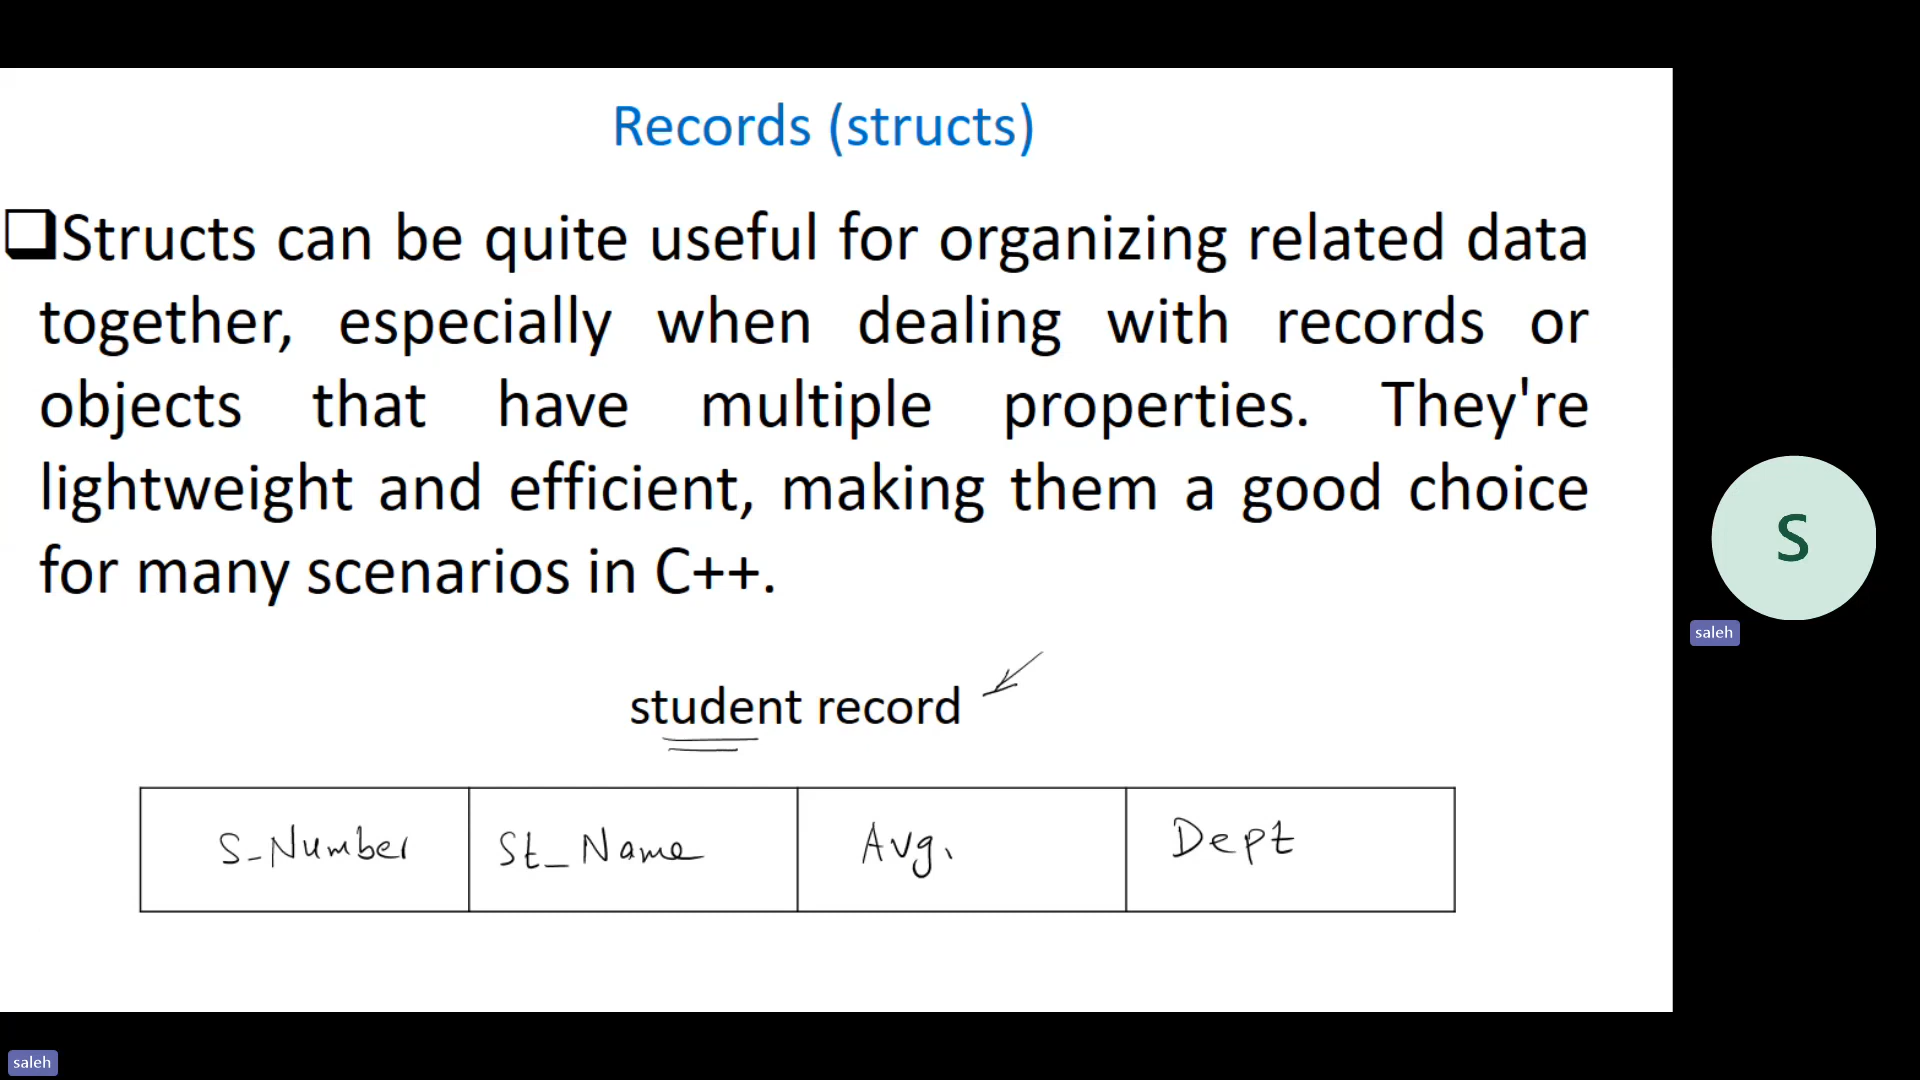 Records (structs)
Structs can be quite useful for organizing related data
together, especially when dealing with records or
objects that have multiple properties. They're
lightweight and efficient, making them a good choice
for many scenarios in C++.
student record
S_Number St_Name Avg. Dept
S
saleh
saleh